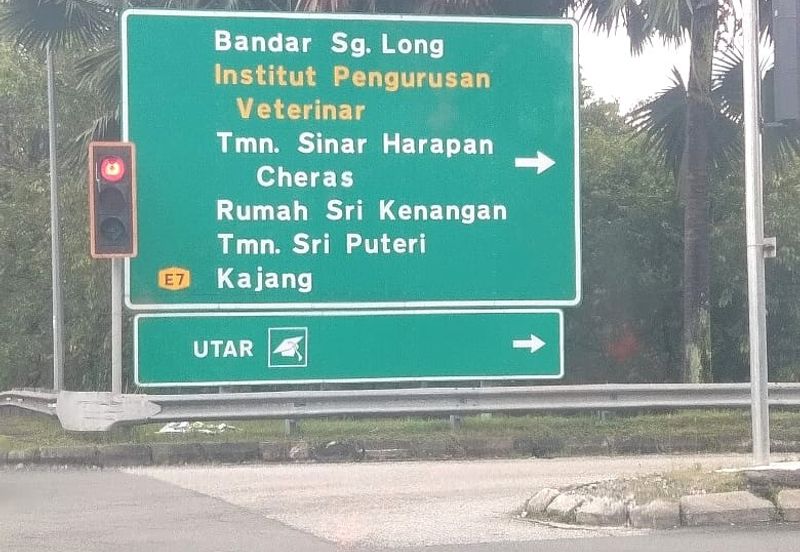 Bandar Sg. Long
Institut Pengurusan
Veterinar
Tmn. Sinar Harapan
Cheras
Rumah Sri Kenangan
Tmn. Sri Puteri
E7 Kajang
UTAR